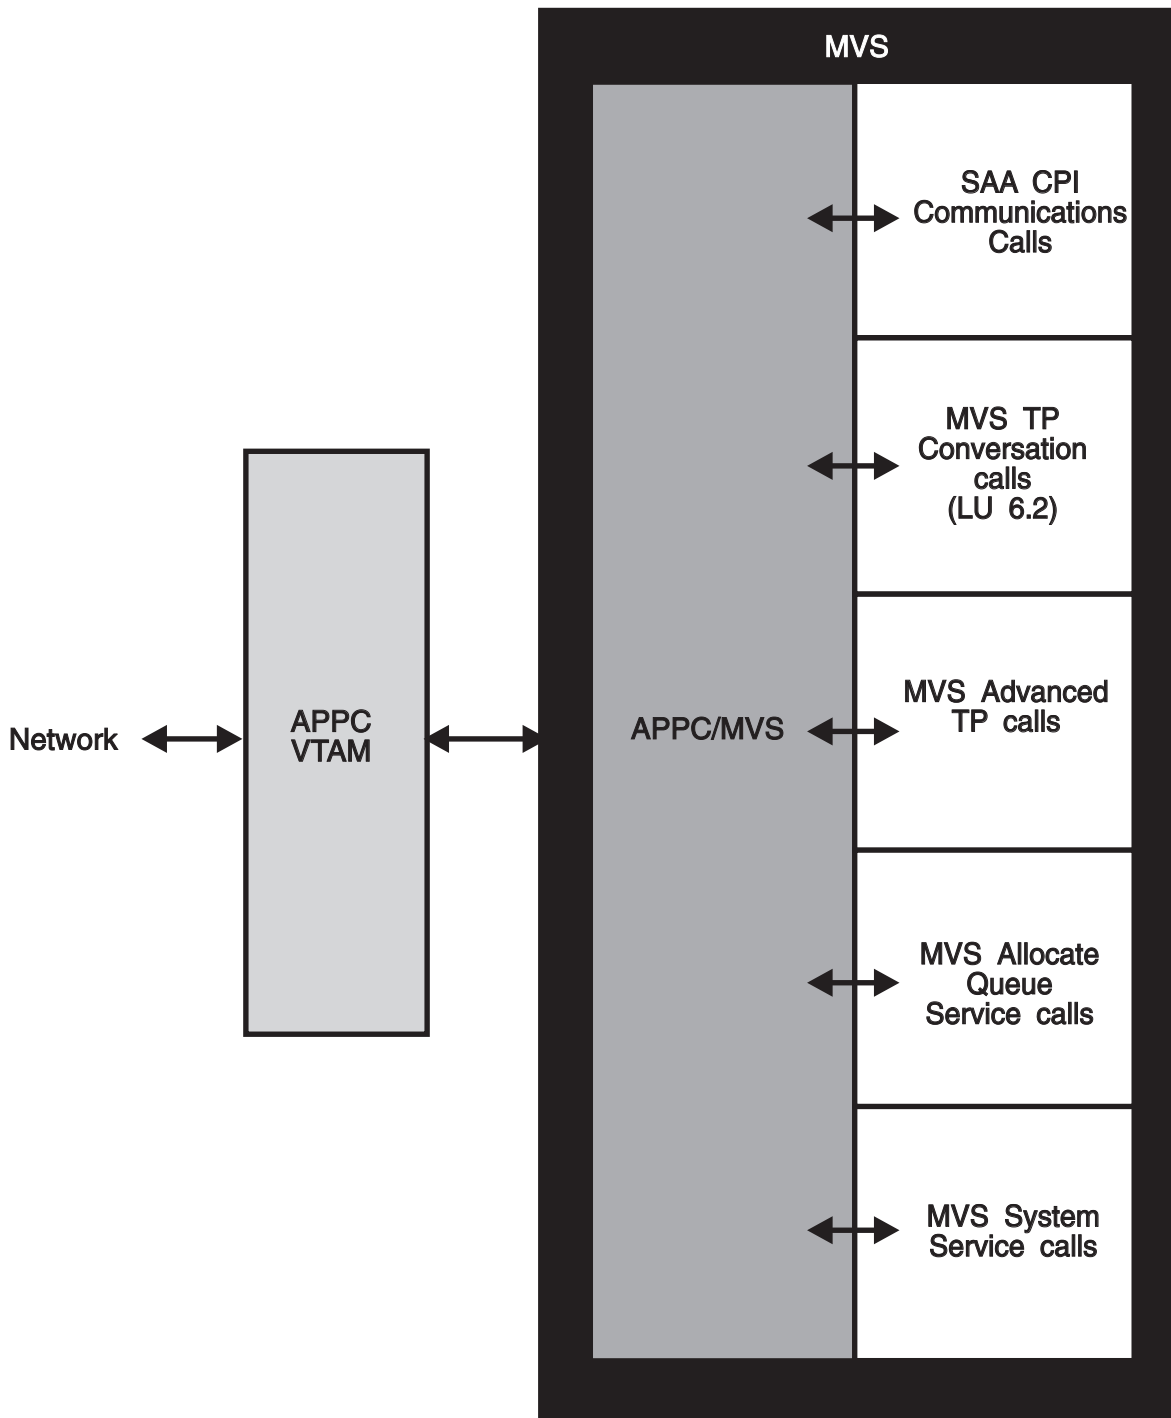 MVS
SAA CPI
Communications
Calls
MVS TP
Conversation
calls
(LU 6.2)
Network
APPC
VTAM
APPC/MVS
MVS Advanced
TP calls
MVS Allocate
Queue
Service calls
MVS System
Service calls